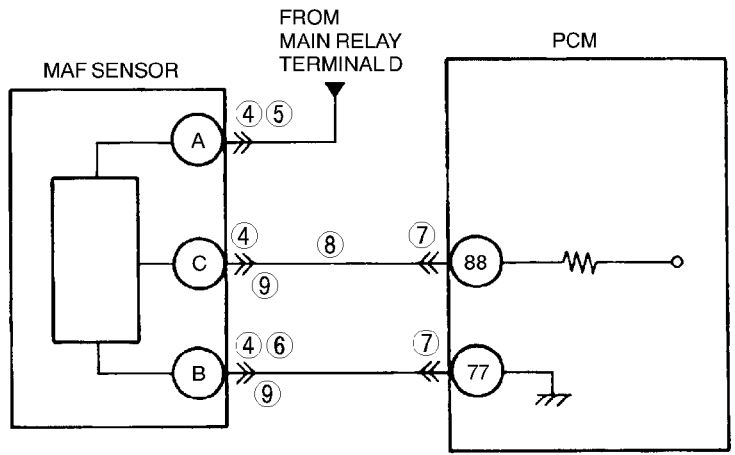 FROM
MAIN RELAY
TERMINAL D
PCM
MAF SENSOR
4 5
A
4
8
7
C
88
9
4 6
7
B
77
9